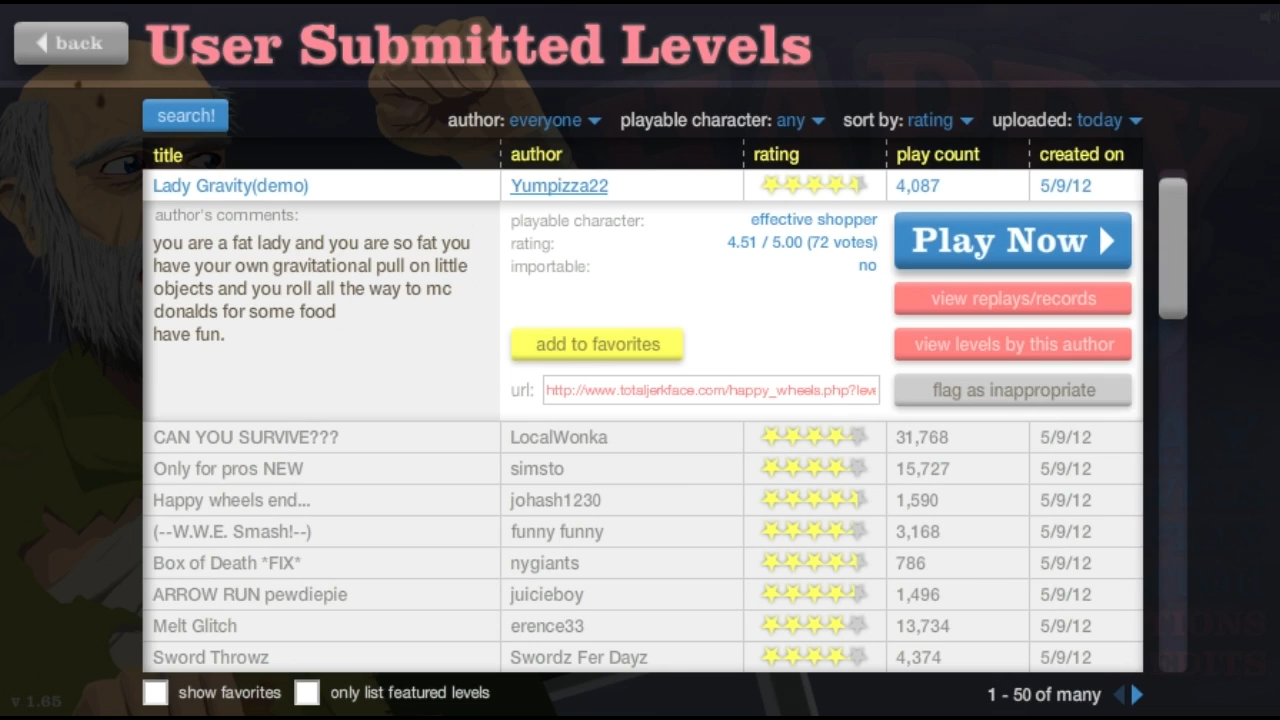 back
User Submitted Levels
search!
author: everyone playable character: any sort by: rating uploaded: today
title author rating play count created on
Lady Gravity(demo) Yumpizza22 4,087 5/9/12
author's comments:
you are a fat lady and you are so fat you
have your own gravitational pull on little
objects and you roll all the way to mc
donalds for some food
have fun.
playable character: effective shopper
rating: 4.51 / 5.00 (72 votes)
importable: no
add to favorites
url: http://www.totaljerkface.com/happy_wheels.php?leve
Play Now
view replays/records
view levels by this author
flag as inappropriate
CAN YOU SURVIVE??? LocalWonka 31,768 5/9/12
Only for pros NEW simsto 15,727 5/9/12
Happy wheels end... johash1230 1,590 5/9/12
(--W.W.E. Smash!--) funny funny 3,168 5/9/12
Box of Death *FIX* nygiants 786 5/9/12
ARROW RUN pewdiepie juicieboy 1,496 5/9/12
Melt Glitch erence33 13,734 5/9/12
Sword Throwz Swordz Fer Dayz 4,374 5/9/12
show favorites only list featured levels 1 - 50 of many
v 1.65